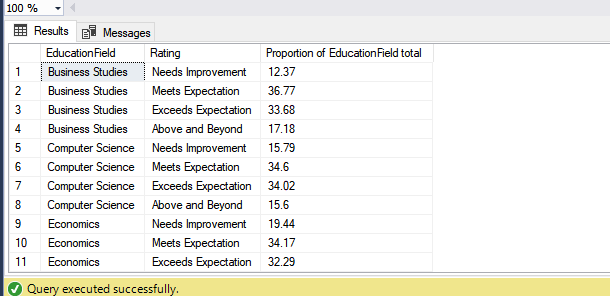 100 %
Results Messages
EducationField Rating Proportion of EducationField total
1 Business Studies Needs Improvement 12.37
2 Business Studies Meets Expectation 36.77
3 Business Studies Exceeds Expectation 33.68
4 Business Studies Above and Beyond 17.18
5 Computer Science Needs Improvement 15.79
6 Computer Science Meets Expectation 34.6
7 Computer Science Exceeds Expectation 34.02
8 Computer Science Above and Beyond 15.6
9 Economics Needs Improvement 19.44
10 Economics Meets Expectation 34.17
11 Economics Exceeds Expectation 32.29
Query executed successfully.